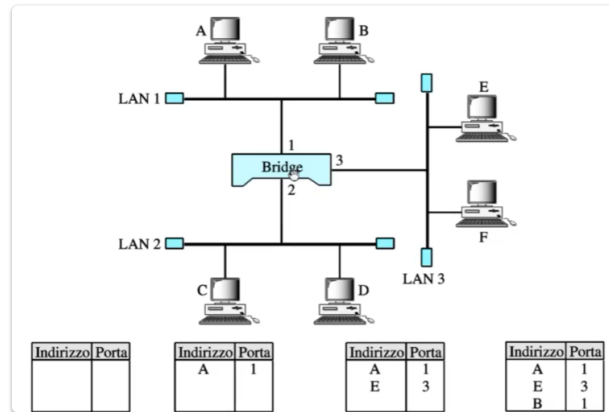 A
B
LAN 1
E
1
3
Bridge
2
F
LAN 2
LAN 3
C
D
Indirizzo Porta
Indirizzo Porta
A 1
Indirizzo Porta
A 1
E 3
Indirizzo Porta
A 1
E 3
B 1